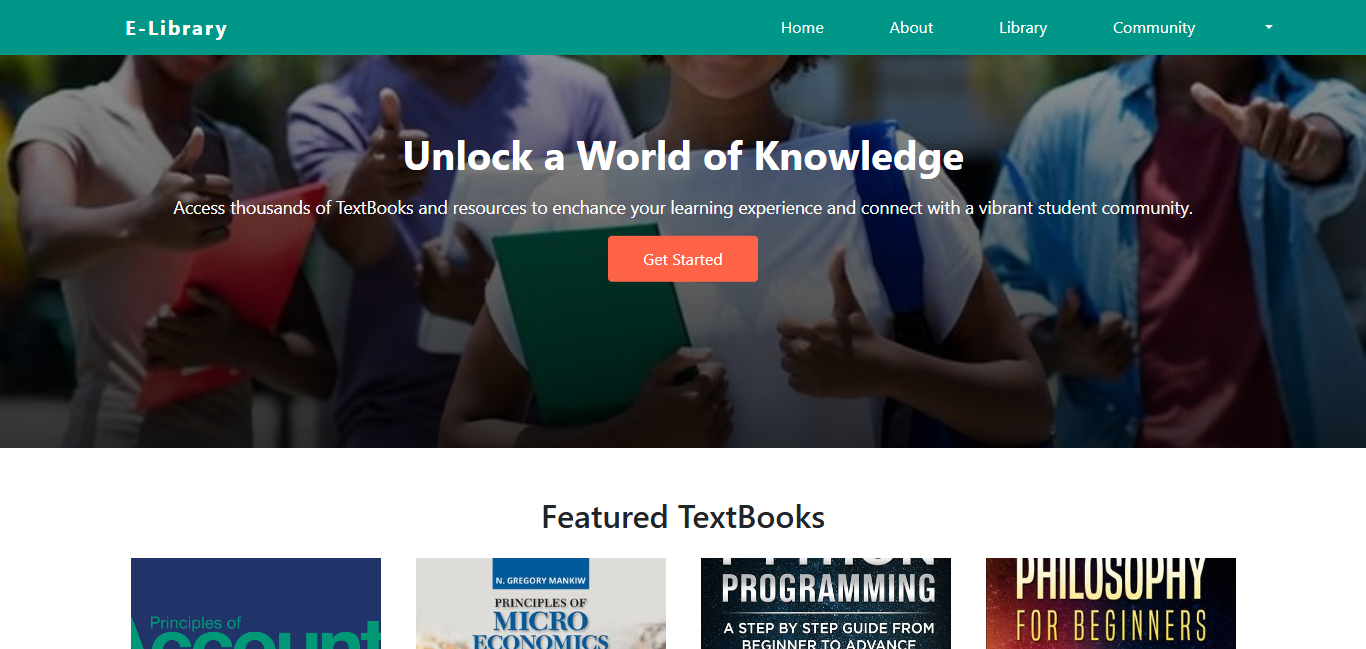 E-Library
Home
About
Library
Community
Unlock a World of Knowledge
Access thousands of TextBooks and resources to enchance your learning experience and connect with a vibrant student community.
Get Started
Featured TextBooks
Principles of
N. GREGORY MANKIW
PRINCIPLES OF
MICRO
ECONOMICS
PYTHON
PROGRAMMING
A STEP BY STEP GUIDE FROM
BEGINNER TO ADVANCE
PHILOSOPHY
FOR BEGINNERS